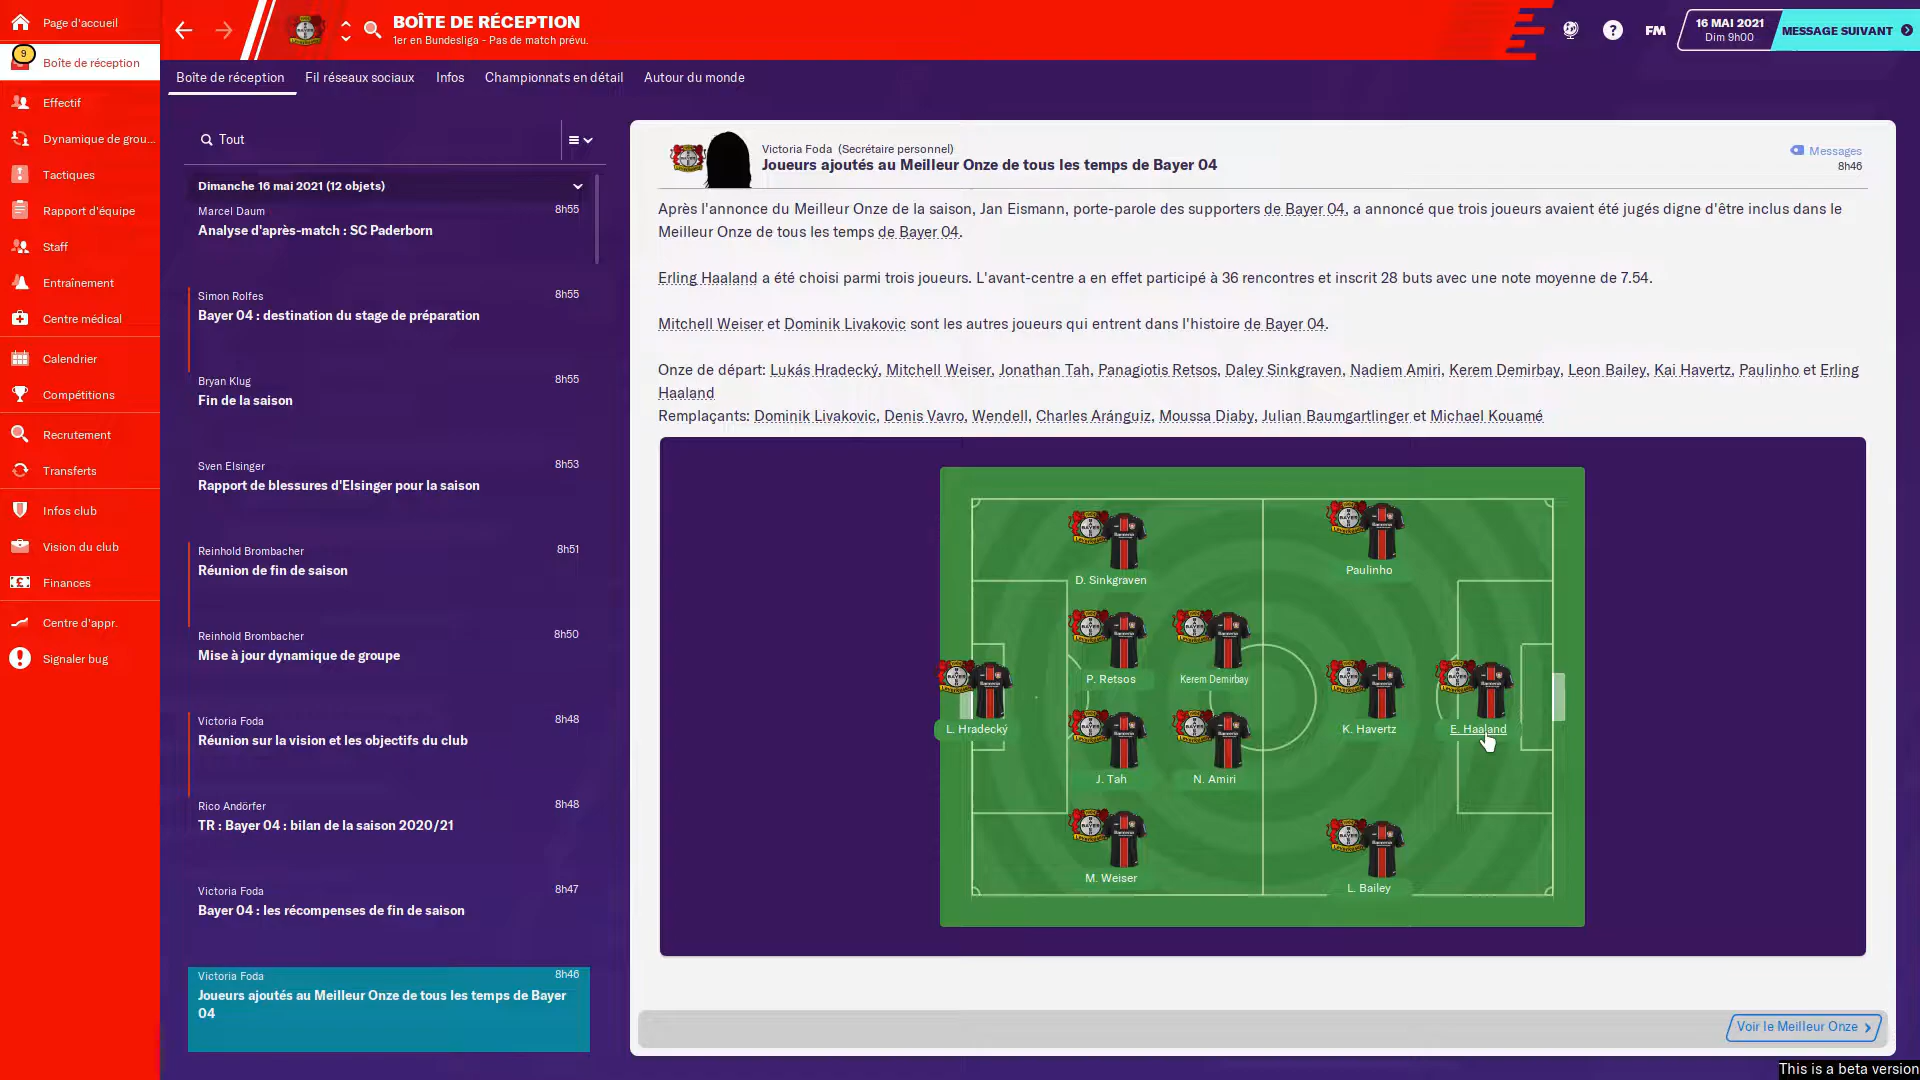 Page d'accueil
9
Boîte de réception
Effectif
Dynamique de grou...
Tactiques
Rapport d'équipe
Staff
Entraînement
Centre médical
Calendrier
Compétitions
Recrutement
Transferts
Infos club
Vision du club
Finances
Centre d'appr.
Signaler bug
BOÎTE DE RÉCEPTION
1er en Bundesliga - Pas de match prévu.
FM
16 MAI 2021
Dim 9h00
MESSAGE SUIVANT
Boîte de réception
Fil réseaux sociaux
Infos
Championnats en détail
Autour du monde
Tout
Dimanche 16 mai 2021 (12 objets)
Marcel Daum 8h55
Analyse d'après-match : SC Paderborn
Simon Rolfes 8h55
Bayer 04 : destination du stage de préparation
Bryan Klug 8h55
Fin de la saison
Sven Elsinger 8h53
Rapport de blessures d'Elsinger pour la saison
Reinhold Brombacher 8h51
Réunion de fin de saison
Reinhold Brombacher 8h50
Mise à jour dynamique de groupe
Victoria Foda 8h48
Réunion sur la vision et les objectifs du club
Rico Andörfer 8h48
TR : Bayer 04 : bilan de la saison 2020/21
Victoria Foda 8h47
Bayer 04 : les récompenses de fin de saison
Victoria Foda 8h46
Joueurs ajoutés au Meilleur Onze de tous les temps de Bayer
04
Victoria Foda (Secrétaire personnel)
Joueurs ajoutés au Meilleur Onze de tous les temps de Bayer 04
Messages
8h46
Après l'annonce du Meilleur Onze de la saison, Jan Eismann, porte-parole des supporters de Bayer 04, a annoncé que trois joueurs avaient été jugés digne d'être inclus dans le
Meilleur Onze de tous les temps de Bayer 04.
Erling Haaland a été choisi parmi trois joueurs. L'avant-centre a en effet participé à 36 rencontres et inscrit 28 buts avec une note moyenne de 7.54.
Mitchell Weiser et Dominik Livakovic sont les autres joueurs qui entrent dans l'histoire de Bayer 04.
Onze de départ: Lukás Hradecký, Mitchell Weiser, Jonathan Tah, Panagiotis Retsos, Daley Sinkgraven, Nadiem Amiri, Kerem Demirbay, Leon Bailey, Kai Havertz, Paulinho et Erling
Haaland
Remplaçants: Dominik Livakovic, Denis Vavro, Wendell, Charles Aránguiz, Moussa Diaby, Julian Baumgartlinger et Michael Kouamé
D. Sinkgraven
Paulinho
P. Retsos
Kerem Demirbay
L. Hradecký
K. Havertz
E. Haaland
J. Tah
N. Amiri
M. Weiser
L. Bailey
Voir le Meilleur Onze
This is a beta version